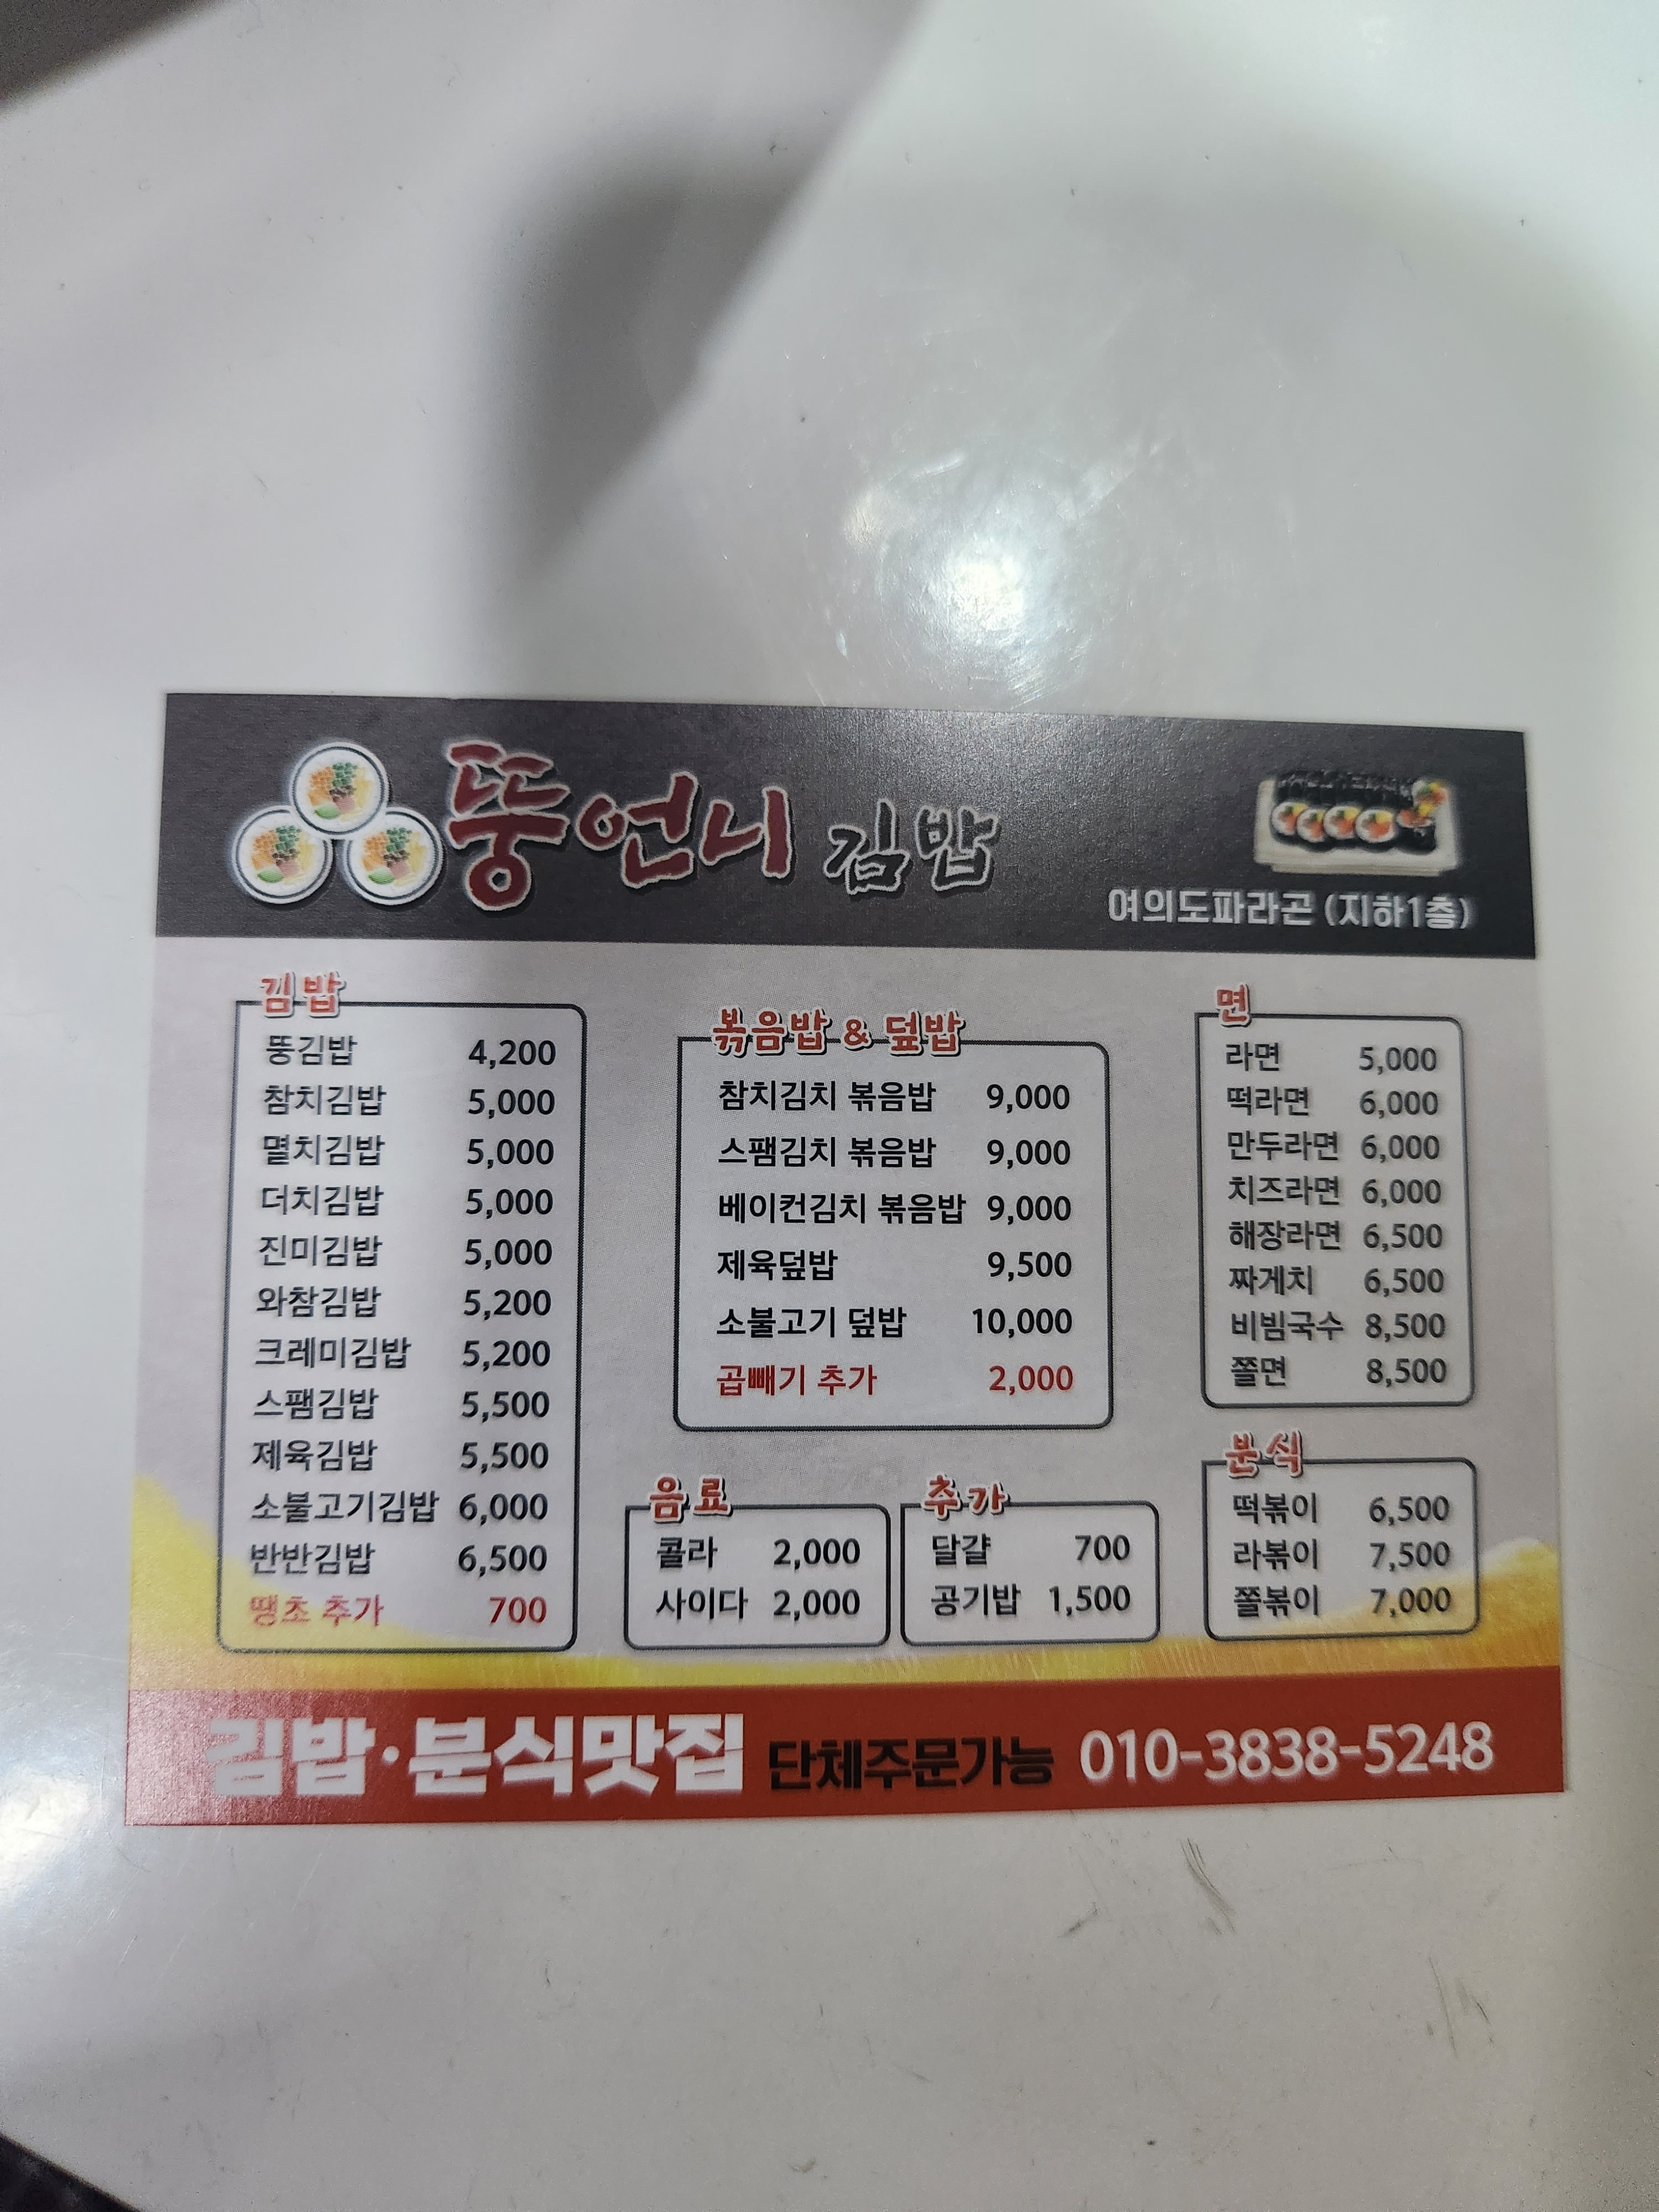 뚱언니 김밥
여의도파라곤 (지하1층)
김밥
뚱김밥 4,200
참치김밥 5,000
멸치김밥 5,000
더치김밥 5,000
진미김밥 5,000
와참김밥 5,200
크레미김밥 5,200
스팸김밥 5,500
제육김밥 5,500
소불고기김밥 6,000
반반김밥 6,500
땡초 추가 700
볶음밥 & 덮밥
참치김치 볶음밥 9,000
스팸김치 볶음밥 9,000
베이컨김치 볶음밥 9,000
제육덮밥 9,500
소불고기 덮밥 10,000
곱빼기 추가 2,000
음료
콜라 2,000
사이다 2,000
추가
달걀 700
공기밥 1,500
면
라면 5,000
떡라면 6,000
만두라면 6,000
치즈라면 6,000
해장라면 6,500
짜게치 6,500
비빔국수 8,500
쫄면 8,500
분식
떡볶이 6,500
라볶이 7,500
쫄볶이 7,000
김밥·분식맛집 단체주문가능 010-3838-5248